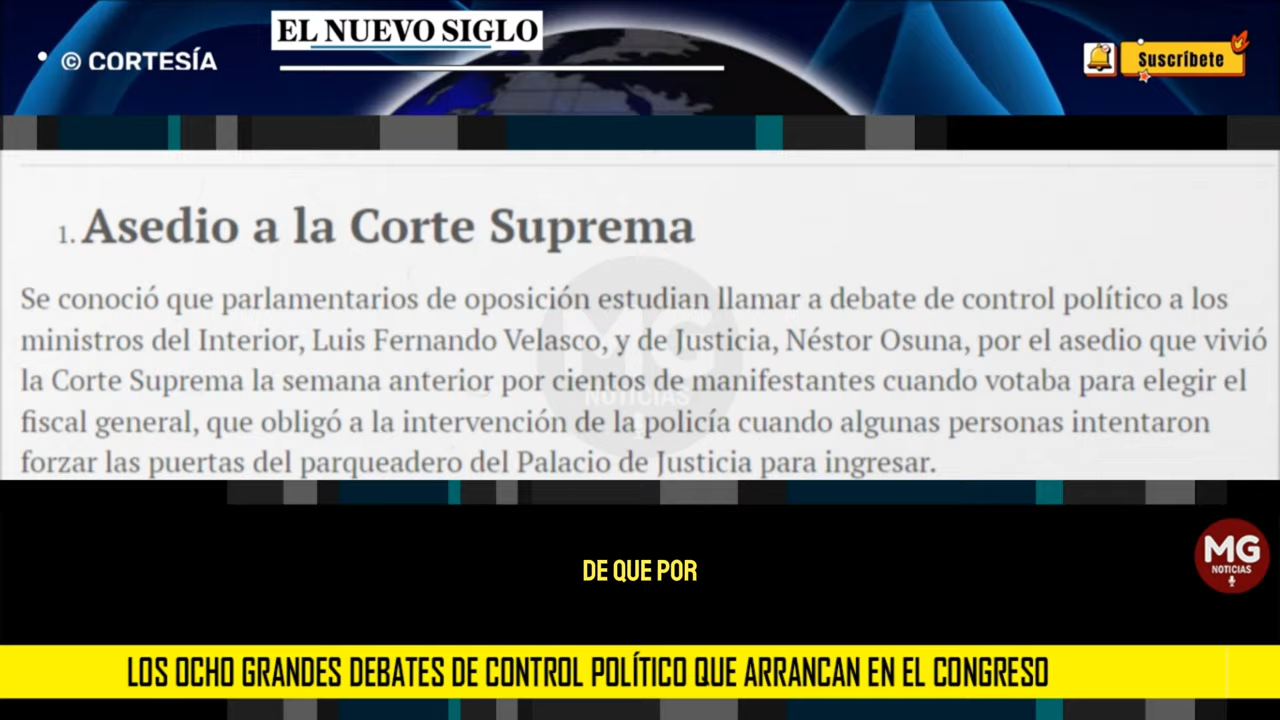 EL NUEVO SIGLO
© CORTESÍA
Suscríbete
1. Asedio a la Corte Suprema
Se conoció que parlamentarios de oposición estudian llamar a debate de control político a los
ministros del Interior, Luis Fernando Velasco, y de Justicia, Néstor Osuna, por el asedio que vivió
la Corte Suprema la semana anterior por cientos de manifestantes cuando votaba para elegir el
fiscal general, que obligó a la intervención de la policía cuando algunas personas intentaron
forzar las puertas del parqueadero del Palacio de Justicia para ingresar.
MG
NOTICIAS
DE QUE POR
MG
NOTICIAS
LOS OCHO GRANDES DEBATES DE CONTROL POLÍTICO QUE ARRANCAN EN EL CONGRESO